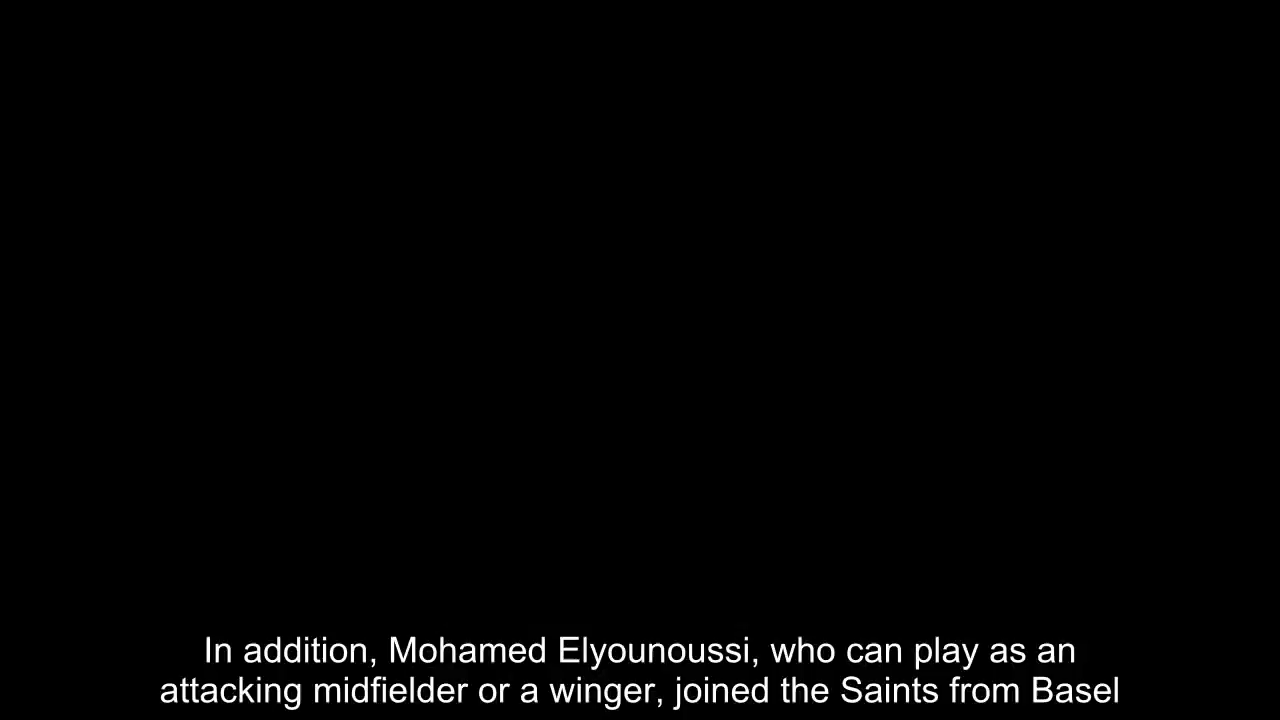 In addition, Mohamed Elyounoussi, who can play as an
attacking midfielder or a winger, joined the Saints from Basel